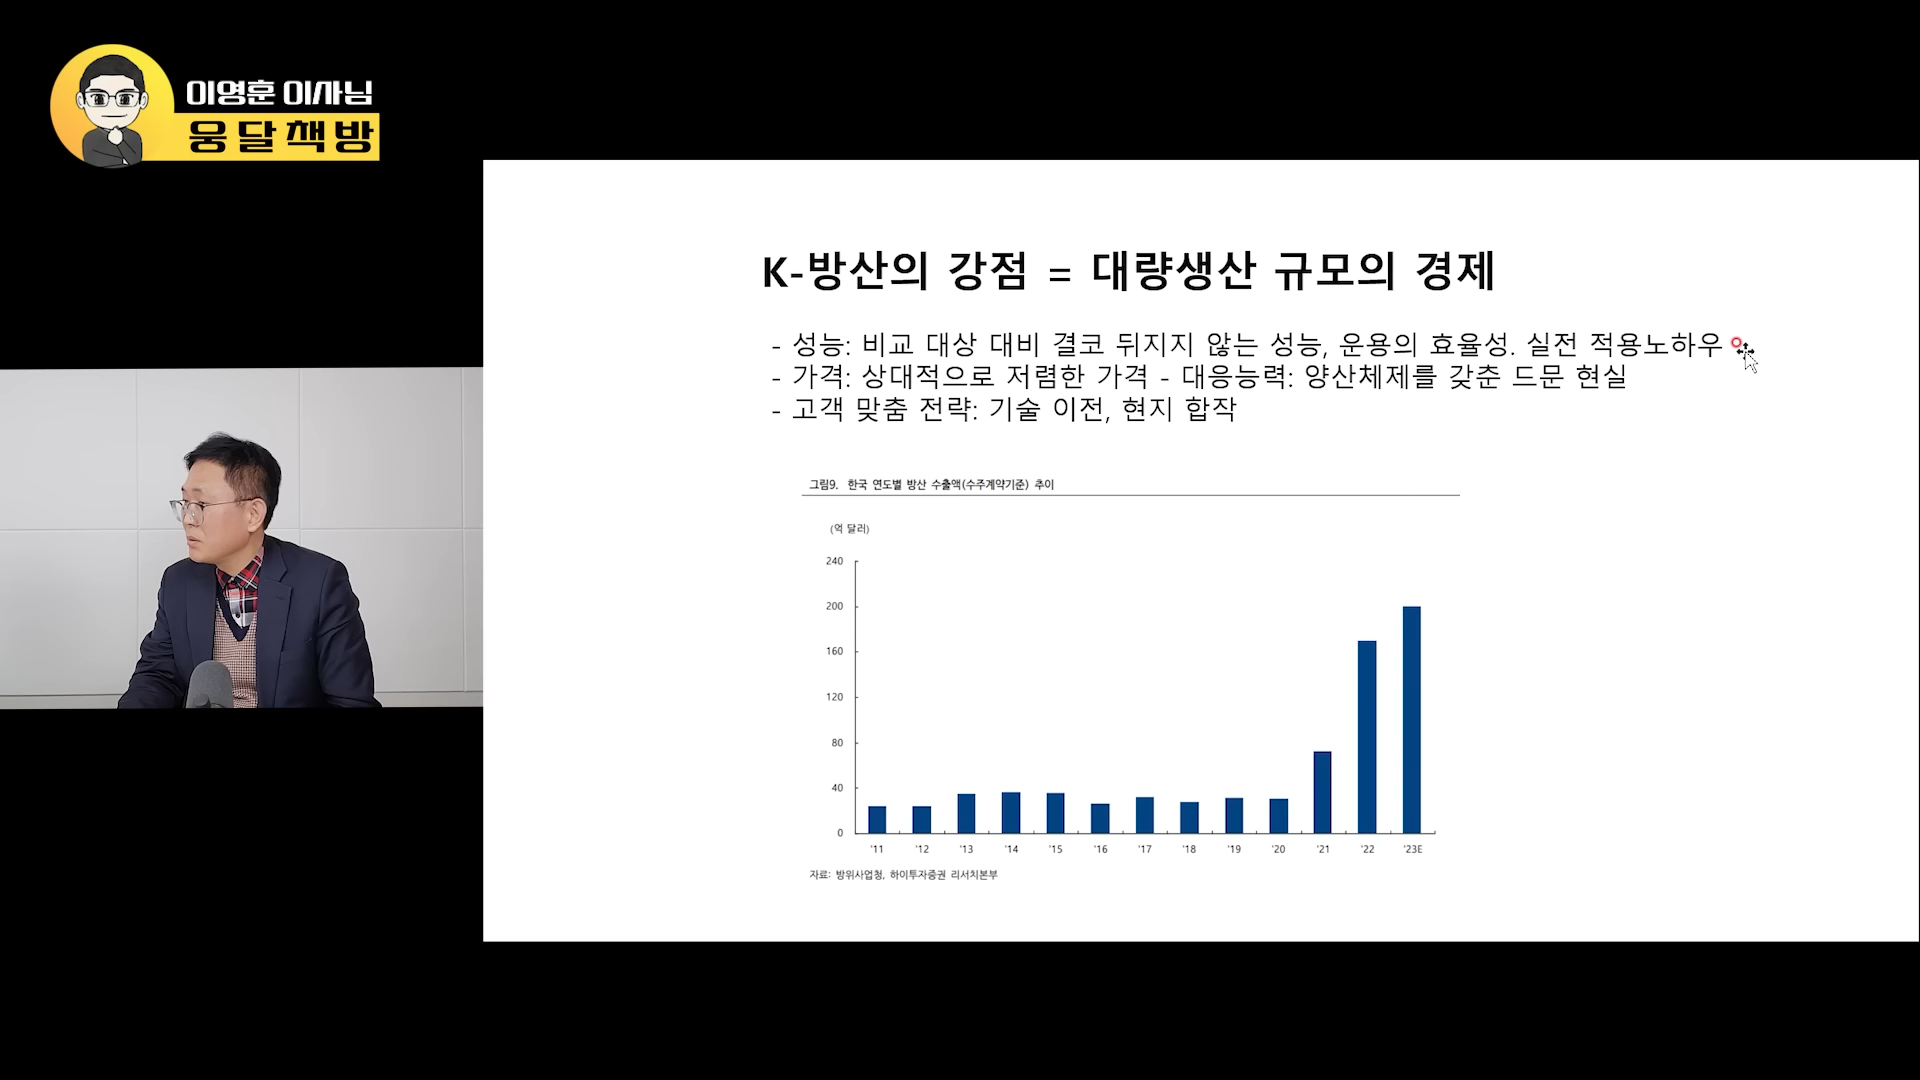 이영훈 이사님
웅달책방
K-방산의 강점 = 대량생산 규모의 경제
- 성능: 비교 대상 대비 결코 뒤지지 않는 성능, 운용의 효율성. 실전 적용노하우
- 가격: 상대적으로 저렴한 가격 - 대응능력: 양산체제를 갖춘 드문 현실
- 고객 맞춤 전략: 기술 이전, 현지 합작
그림9. 한국 연도별 방산 수출액(수주계약기준) 추이
(억 달러)
240
200
160
120
80
40
0
'11 '12 '13 '14 '15 '16 '17 '18 '19 '20 '21 '22 '23E
자료: 방위사업청, 하이투자증권 리서치본부